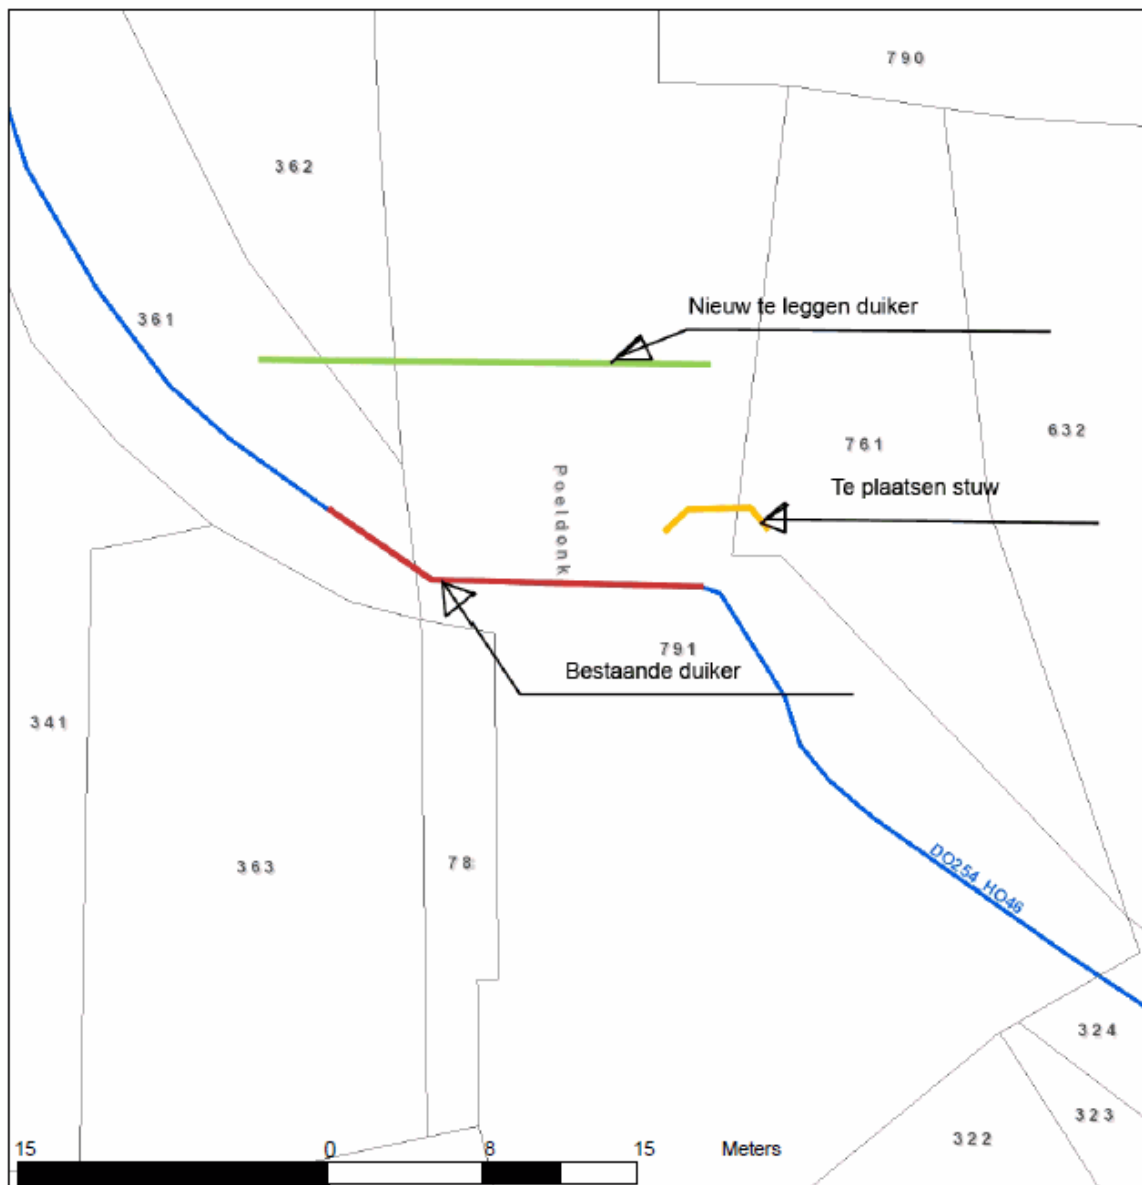 790
362
Nieuw te leggen duiker
361
632
761
Te plaatsen stuw
Poeldonk
791
Bestaande duiker
341
DO254_HO46
78
363
324
323
322
15 0 8 15 Meters